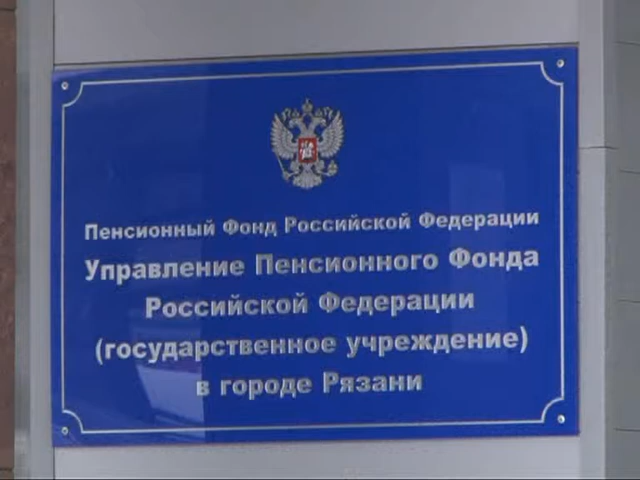 Пенсионный Фонд Российской Федерации
Управление Пенсионного Фонда
Российской Федерации
(государственное учреждение)
в городе Рязани